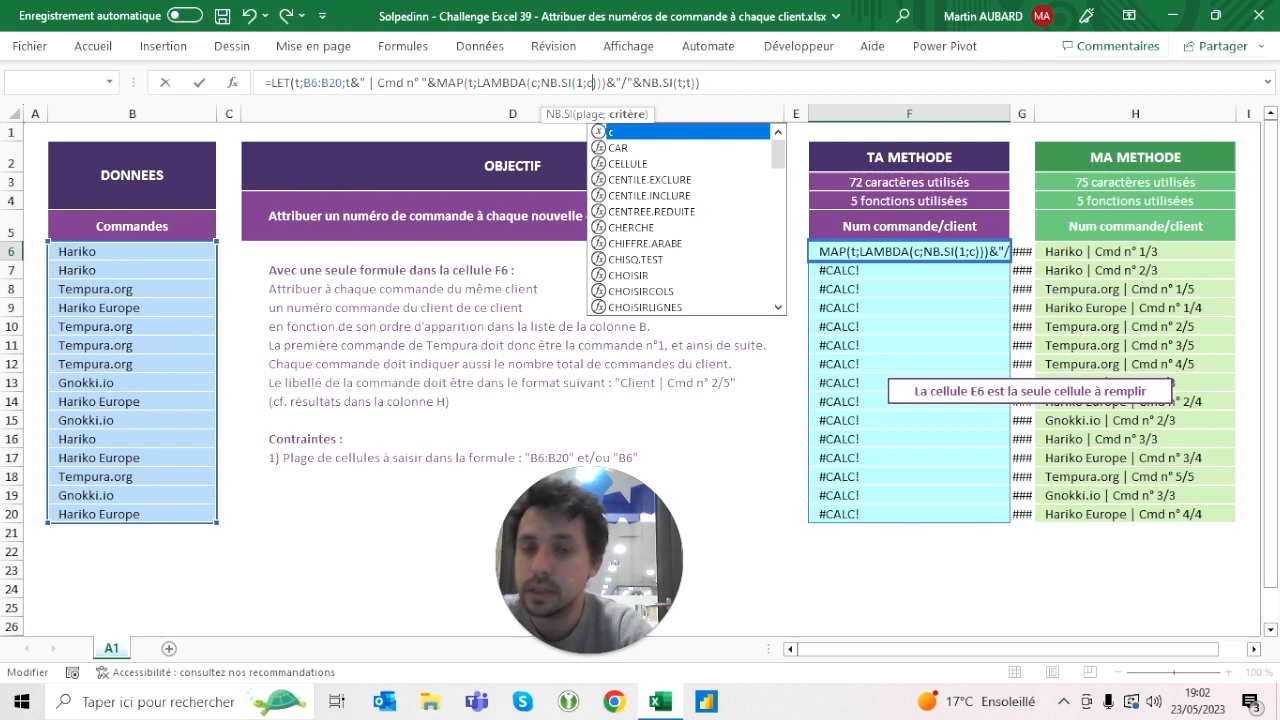 Enregistrement automatique
Solpedinn - Challenge Excel 39 - Attribuer des numéros de commande à chaque client.xlsx
Martin AUBARD
MA
Fichier Accueil Insertion Dessin Mise en page Formules Données Révision Affichage Automate Développeur Aide Power Pivot Commentaires Partager
=LET(t;B6:B20;t&" | Cmd n° "&MAP(t;LAMBDA(c;NB.SI(1;c)))&"/"&NB.SI(t;t))
NB.SI(plage; critère)
A B C D E F G H I
c
CAR
CELLULE
CENTILE.EXCLURE
CENTILE.INCLURE
CENTREE.REDUITE
CHERCHE
CHIFFRE.ARABE
CHISQ.TEST
CHOISIR
CHOISIRCOLS
CHOISIRLIGNES
1
2
3
4
5
6
7
8
9
10
11
12
13
14
15
16
17
18
19
20
21
22
23
24
25
26
DONNEES
Commandes
Hariko
Hariko
Tempura.org
Hariko Europe
Tempura.org
Tempura.org
Tempura.org
Gnokki.io
Hariko Europe
Gnokki.io
Hariko
Hariko Europe
Tempura.org
Gnokki.io
Hariko Europe
OBJECTIF
Attribuer un numéro de commande à chaque nouvelle
Avec une seule formule dans la cellule F6 :
Attribuer à chaque commande du même client
un numéro commande du client de ce client
en fonction de son ordre d'apparition dans la liste de la colonne B.
La première commande de Tempura doit donc être la commande n°1, et ainsi de suite.
Chaque commande doit indiquer aussi le nombre total de commandes du client.
Le libellé de la commande doit être dans le format suivant : "Client | Cmd n° 2/5"
(cf. résultats dans la colonne H)
Contraintes :
1) Plage de cellules à saisir dans la formule : "B6:B20" et/ou "B6"
TA METHODE
72 caractères utilisés
5 fonctions utilisées
Num commande/client
MAP(t;LAMBDA(c;NB.SI(1;c)))&"/
#CALC!
#CALC!
#CALC!
#CALC!
#CALC!
#CALC!
#CALC!
#CALC!
#CALC!
#CALC!
#CALC!
#CALC!
#CALC!
#CALC!
###
###
###
###
###
###
###
###
###
###
###
###
###
MA METHODE
75 caractères utilisés
5 fonctions utilisées
Num commande/client
Hariko | Cmd n° 1/3
Hariko | Cmd n° 2/3
Tempura.org | Cmd n° 1/5
Hariko Europe | Cmd n° 1/4
Tempura.org | Cmd n° 2/5
Tempura.org | Cmd n° 3/5
Tempura.org | Cmd n° 4/5
La cellule E6 est la seule cellule à remplir
n° 2/4
Gnokki.io | Cmd n° 2/3
Hariko | Cmd n° 3/3
Hariko Europe | Cmd n° 3/4
Tempura.org | Cmd n° 5/5
Gnokki.io | Cmd n° 3/3
Hariko Europe | Cmd n° 4/4
A1
Modifier
Accessibilité : consultez nos recommandations
100 %
Taper ici pour rechercher
17°C Ensoleillé
19:02
23/05/2023
3